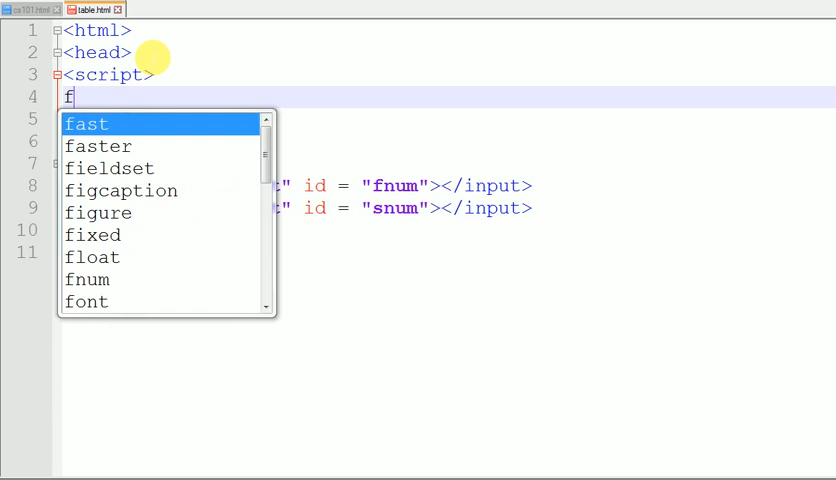 cs101.html table.html
1 <html>
2 <head>
3 <script>
4 f
5 fast
6 faster
7 fieldset
8 figcaption t" id = "fnum"></input>
9 figure t" id = "snum"></input>
10 fixed
11 float
fnum
font